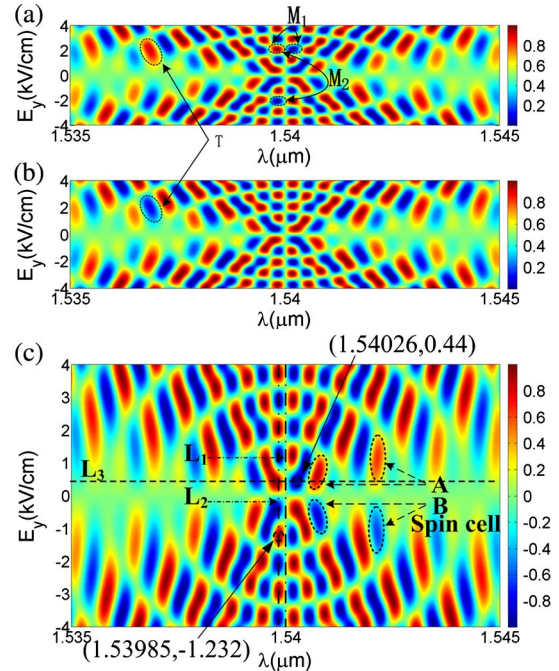 (a)
M₁
M₂
T
E_y(kV/cm)
4
2
0
-2
-4
1.535
1.54
1.545
λ(μm)
0.8
0.6
0.4
0.2
(b)
E_y(kV/cm)
4
2
0
-2
-4
1.535
1.54
1.545
λ(μm)
0.8
0.6
0.4
0.2
(c)
(1.54026,0.44)
E_y(kV/cm)
4
3
2
1
0
-1
-2
-3
-4
L₁
L₃
L₂
A
B
Spin cell
1.535
1.54
1.545
λ(μm)
(1.53985,-1.232)
0.8
0.6
0.4
0.2
0
-0.2
-0.4
-0.6
-0.8